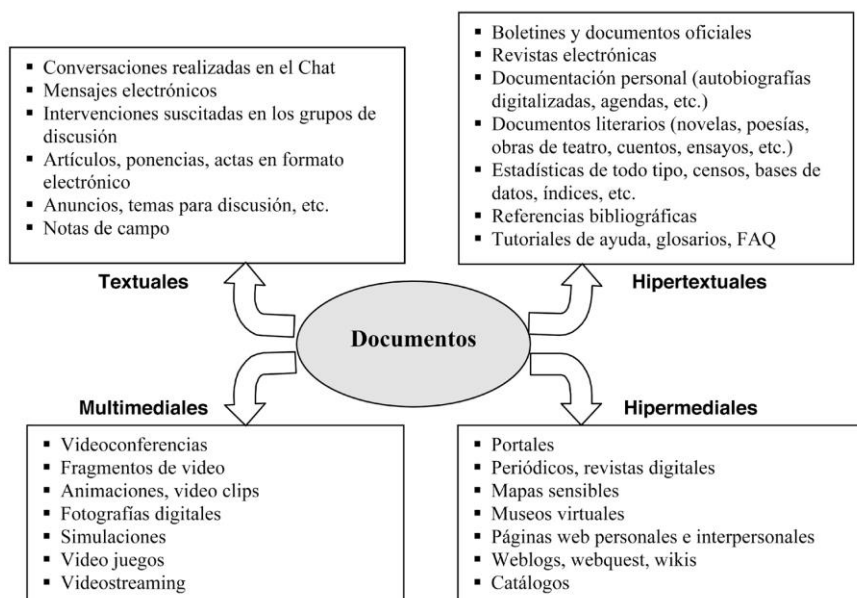 ▪ Conversaciones realizadas en el Chat
▪ Mensajes electrónicos
▪ Intervenciones suscitadas en los grupos de
discusión
▪ Artículos, ponencias, actas en formato
electrónico
▪ Anuncios, temas para discusión, etc.
▪ Notas de campo
Textuales
▪ Boletines y documentos oficiales
▪ Revistas electrónicas
▪ Documentación personal (autobiografías
digitalizadas, agendas, etc.)
▪ Documentos literarios (novelas, poesías,
obras de teatro, cuentos, ensayos, etc.)
▪ Estadísticas de todo tipo, censos, bases de
datos, índices, etc.
▪ Referencias bibliográficas
▪ Tutoriales de ayuda, glosarios, FAQ
Hipertextuales
Documentos
Multimediales
▪ Videoconferencias
▪ Fragmentos de video
▪ Animaciones, video clips
▪ Fotografías digitales
▪ Simulaciones
▪ Video juegos
▪ Videostreaming
Hipermediales
▪ Portales
▪ Periódicos, revistas digitales
▪ Mapas sensibles
▪ Museos virtuales
▪ Páginas web personales e interpersonales
▪ Weblogs, webquest, wikis
▪ Catálogos